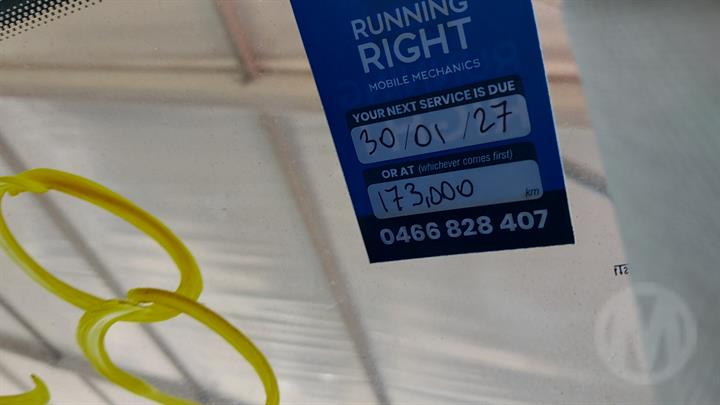 RUNNING
RIGHT
MOBILE MECHANICS
YOUR NEXT SERVICE IS DUE
30/01/27
OR AT (whichever comes first)
173,000 km
0466 828 407
M